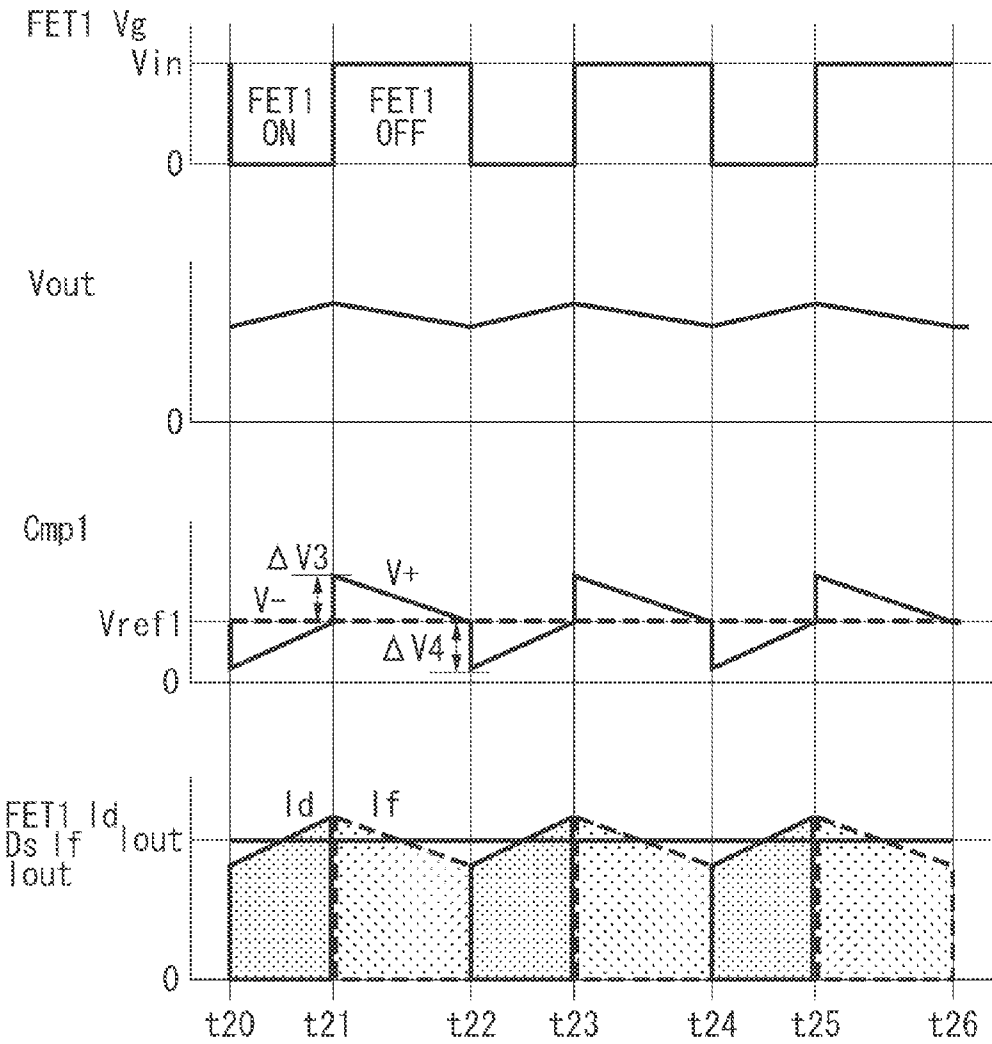 FET1 Vg
Vin
FET1
ON
FET1
OFF
0
Vout
0
Cmp1
ΔV3
V+
V-
Vref1
ΔV4
0
FET1 Id
Ds If
Iout
Iout
Id
If
0
t20 t21 t22 t23 t24 t25 t26